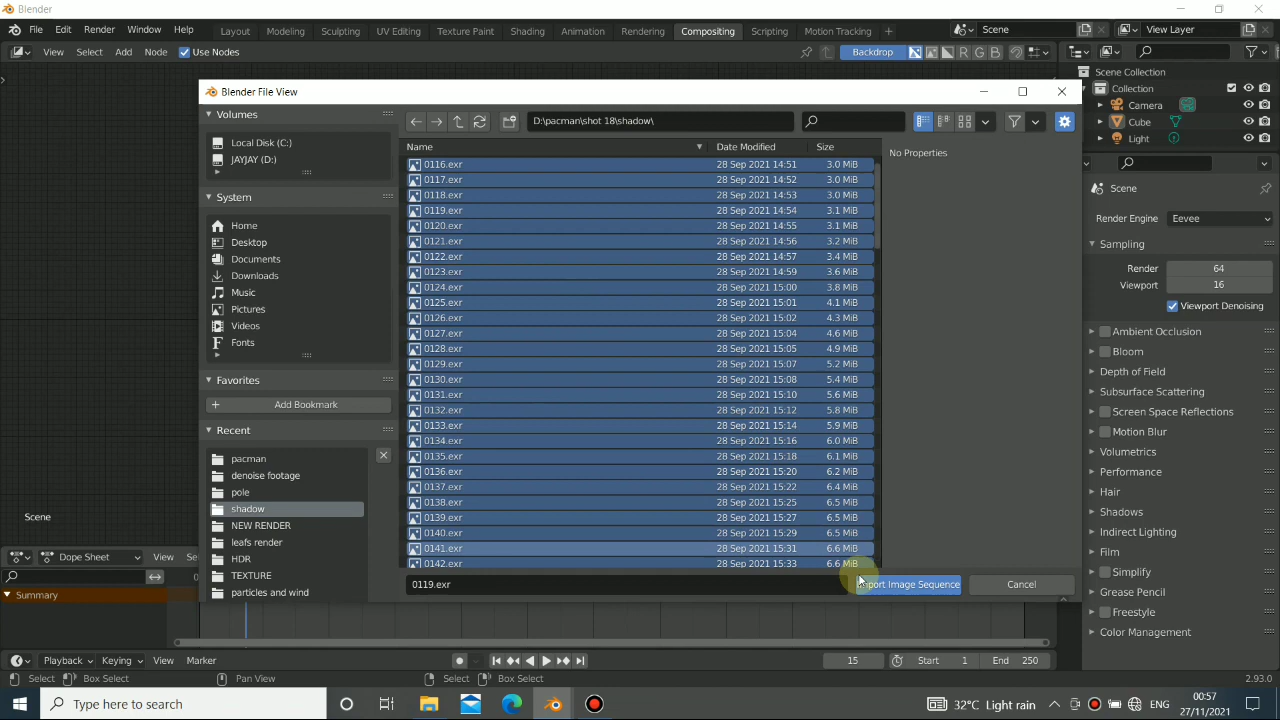 Blender
File Edit Render Window Help Layout Modeling Sculpting UV Editing Texture Paint Shading Animation Rendering Compositing Scripting Motion Tracking + Scene View Layer
View Select Add Node Use Nodes Backdrop R G B
Scene Collection
Collection
Camera
Cube
Light
Scene
Render Engine Eevee
Sampling
Render 64
Viewport 16
Viewport Denoising
Ambient Occlusion
Bloom
Depth of Field
Subsurface Scattering
Screen Space Reflections
Motion Blur
Volumetrics
Performance
Hair
Shadows
Indirect Lighting
Film
Simplify
Grease Pencil
Freestyle
Color Management
Blender File View
Volumes
Local Disk (C:)
JAYJAY (D:)
System
Home
Desktop
Documents
Downloads
Music
Pictures
Videos
Fonts
Favorites
+ Add Bookmark
Recent
pacman
denoise footage
pole
shadow
NEW RENDER
leafs render
HDR
TEXTURE
particles and wind
D:\pacman\shot 18\shadow\
Name Date Modified Size
No Properties
0116.exr 28 Sep 2021 14:51 3.0 MiB
0117.exr 28 Sep 2021 14:52 3.0 MiB
0118.exr 28 Sep 2021 14:53 3.0 MiB
0119.exr 28 Sep 2021 14:54 3.1 MiB
0120.exr 28 Sep 2021 14:55 3.1 MiB
0121.exr 28 Sep 2021 14:56 3.2 MiB
0122.exr 28 Sep 2021 14:57 3.4 MiB
0123.exr 28 Sep 2021 14:59 3.6 MiB
0124.exr 28 Sep 2021 15:00 3.8 MiB
0125.exr 28 Sep 2021 15:01 4.1 MiB
0126.exr 28 Sep 2021 15:02 4.3 MiB
0127.exr 28 Sep 2021 15:04 4.6 MiB
0128.exr 28 Sep 2021 15:05 4.9 MiB
0129.exr 28 Sep 2021 15:07 5.2 MiB
0130.exr 28 Sep 2021 15:08 5.4 MiB
0131.exr 28 Sep 2021 15:10 5.6 MiB
0132.exr 28 Sep 2021 15:12 5.8 MiB
0133.exr 28 Sep 2021 15:14 5.9 MiB
0134.exr 28 Sep 2021 15:16 6.0 MiB
0135.exr 28 Sep 2021 15:18 6.1 MiB
0136.exr 28 Sep 2021 15:20 6.2 MiB
0137.exr 28 Sep 2021 15:22 6.4 MiB
0138.exr 28 Sep 2021 15:25 6.5 MiB
0139.exr 28 Sep 2021 15:27 6.5 MiB
0140.exr 28 Sep 2021 15:29 6.5 MiB
0141.exr 28 Sep 2021 15:31 6.6 MiB
0142.exr 28 Sep 2021 15:33 6.6 MiB
0119.exr Image Sequence Cancel
Scene
Dope Sheet View
Summary
Playback Keying View Marker 15 Start 1 End 250
Select Box Select Pan View Select Box Select 2.93.0
Type here to search 32°C Light rain ENG 00:57
27/11/2021